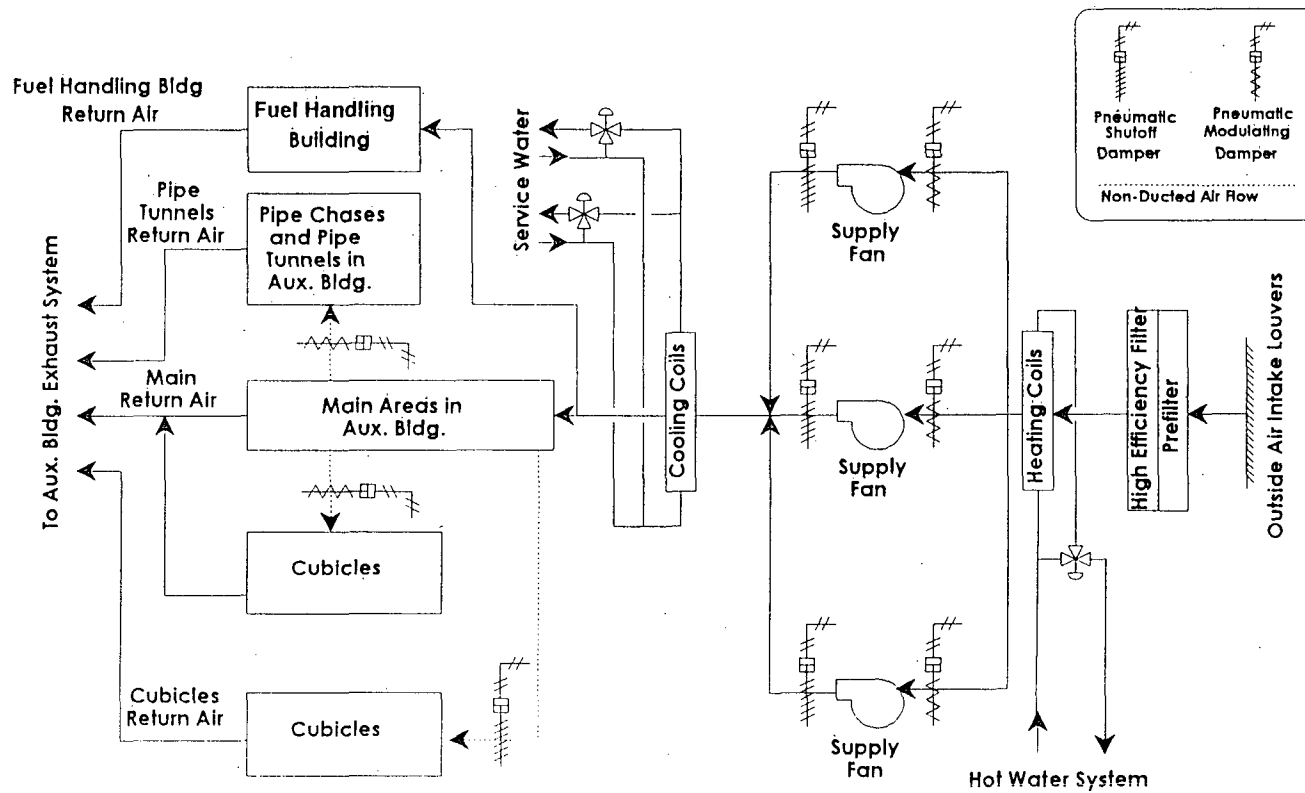 Fuel Handling Bldg
Return Air
Fuel Handling
Building
Pipe
Tunnels
Return Air
Pipe Chases
and Pipe
Tunnels in
Aux. Bldg.
To Aux. Bldg. Exhaust System
Main
Return Air
Main Areas in
Aux. Bldg.
Cubicles
Cubicles
Return Air
Cubicles
Service Water
Cooling Coils
Supply
Fan
Supply
Fan
Supply
Fan
Heating Coils
Hot Water System
High Efficiency Filter
Prefilter
Outside Air Intake Louvers
Pneumatic
Shutoff
Damper
Pneumatic
Modulating
Damper
Non-Ducted Air Flow